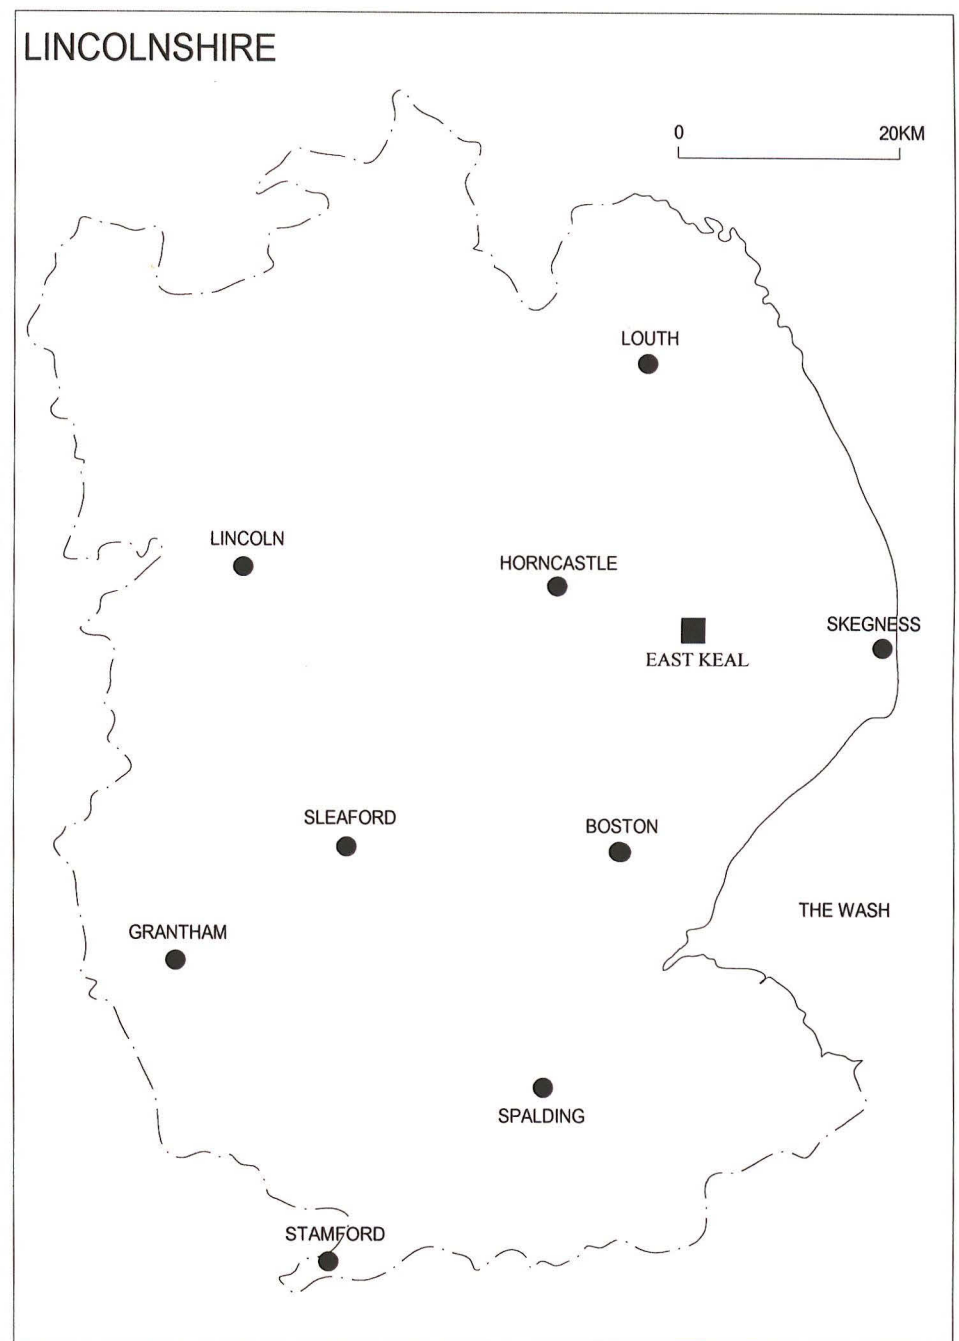 LINCOLNSHIRE
0 20KM
LOUTH
LINCOLN
HORNCASTLE
SKEGNESS
EAST KEAL
SLEAFORD
BOSTON
THE WASH
GRANTHAM
SPALDING
STAMFORD